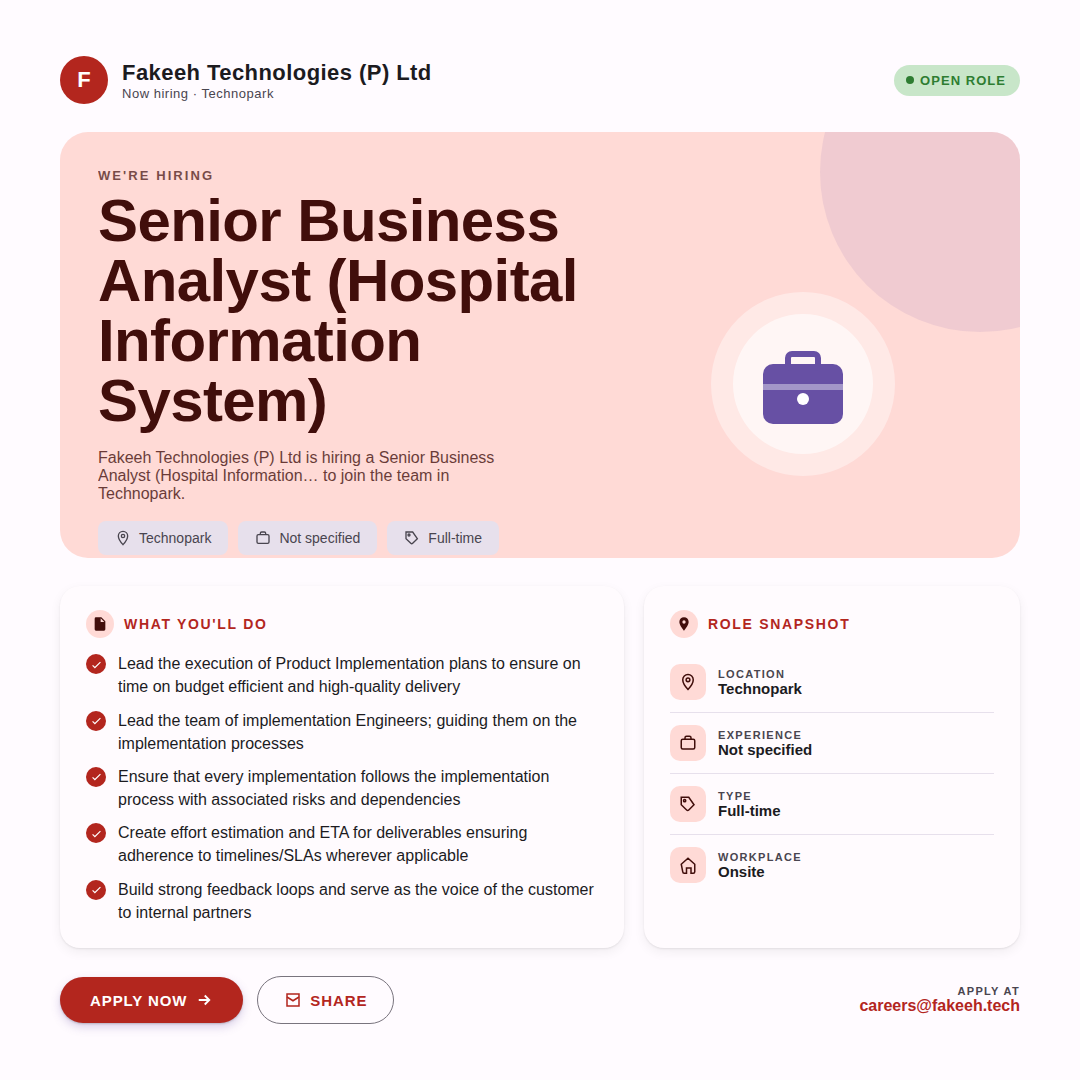 F
Fakeeh Technologies (P) Ltd
Now hiring · Technopark
OPEN ROLE
WE'RE HIRING
Senior Business
Analyst (Hospital
Information
System)
Fakeeh Technologies (P) Ltd is hiring a Senior Business
Analyst (Hospital Information… to join the team in
Technopark.
Technopark
Not specified
Full-time
WHAT YOU'LL DO
Lead the execution of Product Implementation plans to ensure on
time on budget efficient and high-quality delivery
Lead the team of implementation Engineers; guiding them on the
implementation processes
Ensure that every implementation follows the implementation
process with associated risks and dependencies
Create effort estimation and ETA for deliverables ensuring
adherence to timelines/SLAs wherever applicable
Build strong feedback loops and serve as the voice of the customer
to internal partners
ROLE SNAPSHOT
LOCATION
Technopark
EXPERIENCE
Not specified
TYPE
Full-time
WORKPLACE
Onsite
APPLY NOW
SHARE
APPLY AT
careers@fakeeh.tech